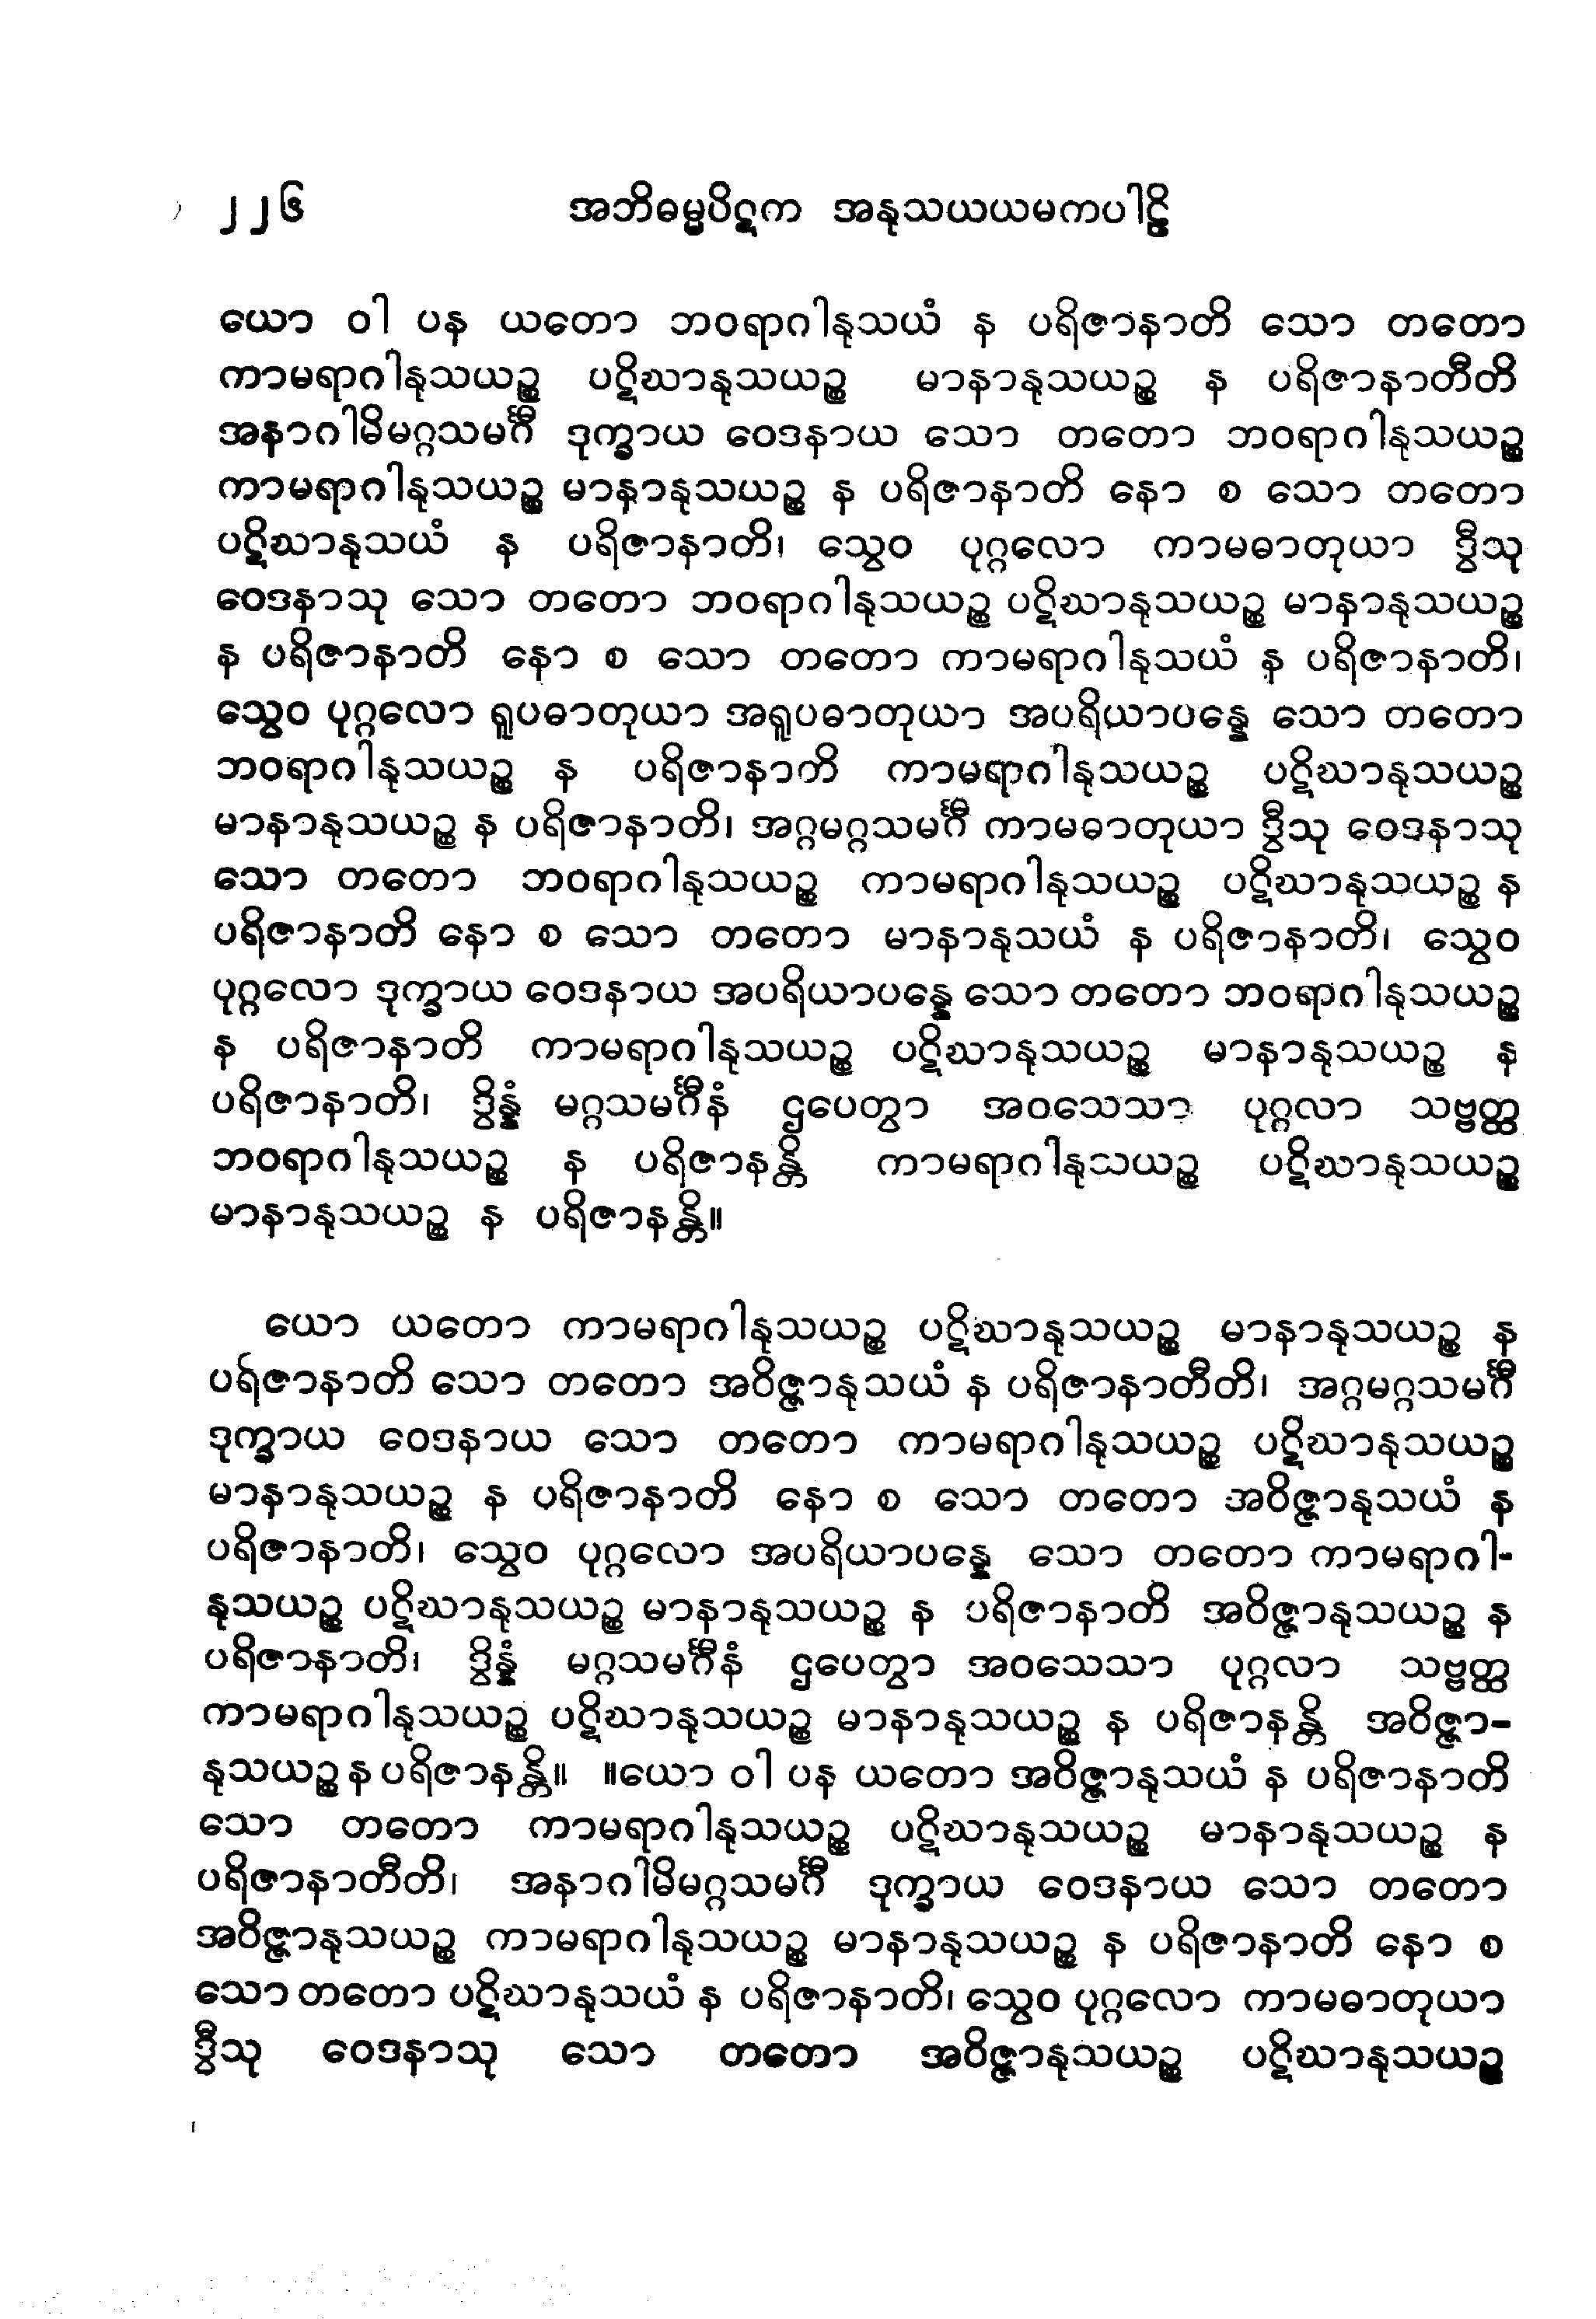 ၂၂၆ အဘိဓမ္မပိဋက အနုသယယမကပါဠိ
ယော ဝါ ပန ယတော ဘဝရာဂါနုသယံ န ပရိဇာနာတိ သော တတော
ကာမရာဂါနုသယဉ္စ ပဋိဃာနုသယဉ္စ မာနာနုသယဉ္စ န ပရိဇာနာတီတိ
အနာဂါမိမဂ္ဂသမင်္ဂီ ဒုက္ခာယ ဝေဒနာယ သော တတော ဘဝရာဂါနုသယဉ္စ
ကာမရာဂါနုသယဉ္စ မာနာနုသယဉ္စ န ပရိဇာနာတိ နော စ သော တတော
ပဋိဃာနုသယံ န ပရိဇာနာတိ၊ သွေဝ ပုဂ္ဂလော ကာမဓာတုယာ ဒွီသု
ဝေဒနာသု သော တတော ဘဝရာဂါနုသယဉ္စ ပဋိဃာနုသယဉ္စ မာနာနုသယဉ္စ
န ပရိဇာနာတိ နော စ သော တတော ကာမရာဂါနုသယံ န ပရိဇာနာတိ၊
သွေဝ ပုဂ္ဂလော ရူပဓာတုယာ အရူပဓာတုယာ အပရိယာပန္နေ သော တတော
ဘဝရာဂါနုသယဉ္စ န ပရိဇာနာတိ ကာမရာဂါနုသယဉ္စ ပဋိဃာနုသယဉ္စ
မာနာနုသယဉ္စ န ပရိဇာနာတိ၊ အဂ္ဂမဂ္ဂသမင်္ဂီ ကာမဓာတုယာ ဒွီသု ဝေဒနာသု
သော တတော ဘဝရာဂါနုသယဉ္စ ကာမရာဂါနုသယဉ္စ ပဋိဃာနုသယဉ္စ န
ပရိဇာနာတိ နော စ သော တတော မာနာနုသယံ န ပရိဇာနာတိ၊ သွေဝ
ပုဂ္ဂလော ဒုက္ခာယ ဝေဒနာယ အပရိယာပန္နေ သော တတော ဘဝရာဂါနုသယဉ္စ
န ပရိဇာနာတိ ကာမရာဂါနုသယဉ္စ ပဋိဃာနုသယဉ္စ မာနာနုသယဉ္စ န
ပရိဇာနာတိ၊ ဒွိန္နံ မဂ္ဂသမင်္ဂီနံ ဌပေတွာ အဝသေသာ ပုဂ္ဂလာ သဗ္ဗတ္ထ
ဘဝရာဂါနုသယဉ္စ န ပရိဇာနန္တိ ကာမရာဂါနုသယဉ္စ ပဋိဃာနုသယဉ္စ
မာနာနုသယဉ္စ န ပရိဇာနန္တိ။
ယော ယတော ကာမရာဂါနုသယဉ္စ ပဋိဃာနုသယဉ္စ မာနာနုသယဉ္စ န
ပရိဇာနာတိ သော တတော အဝိဇ္ဇာနုသယံ န ပရိဇာနာတီတိ၊ အဂ္ဂမဂ္ဂသမင်္ဂီ
ဒုက္ခာယ ဝေဒနာယ သော တတော ကာမရာဂါနုသယဉ္စ ပဋိဃာနုသယဉ္စ
မာနာနုသယဉ္စ န ပရိဇာနာတိ နော စ သော တတော အဝိဇ္ဇာနုသယံ န
ပရိဇာနာတိ၊ သွေဝ ပုဂ္ဂလော အပရိယာပန္နေ သော တတော ကာမရာဂါ-
နုသယဉ္စ ပဋိဃာနုသယဉ္စ မာနာနုသယဉ္စ န ပရိဇာနာတိ အဝိဇ္ဇာနုသယဉ္စ န
ပရိဇာနာတိ၊ ဒွိန္နံ မဂ္ဂသမင်္ဂီနံ ဌပေတွာ အဝသေသာ ပုဂ္ဂလာ သဗ္ဗတ္ထ
ကာမရာဂါနုသယဉ္စ ပဋိဃာနုသယဉ္စ မာနာနုသယဉ္စ န ပရိဇာနန္တိ အဝိဇ္ဇာ-
နုသယဉ္စ န ပရိဇာနန္တိ။ ။ယော ဝါ ပန ယတော အဝိဇ္ဇာနုသယံ န ပရိဇာနာတိ
သော တတော ကာမရာဂါနုသယဉ္စ ပဋိဃာနုသယဉ္စ မာနာနုသယဉ္စ န
ပရိဇာနာတီတိ၊ အနာဂါမိမဂ္ဂသမင်္ဂီ ဒုက္ခာယ ဝေဒနာယ သော တတော
အဝိဇ္ဇာနုသယဉ္စ ကာမရာဂါနုသယဉ္စ မာနာနုသယဉ္စ န ပရိဇာနာတိ နော စ
သော တတော ပဋိဃာနုသယံ န ပရိဇာနာတိ၊ သွေဝ ပုဂ္ဂလော ကာမဓာတုယာ
ဒွီသု ဝေဒနာသု သော တတော အဝိဇ္ဇာနုသယဉ္စ ပဋိဃာနုသယဉ္စ